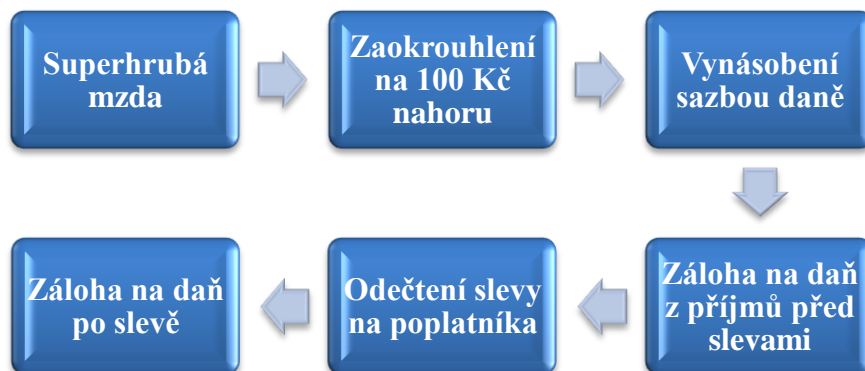 Superhrubá
mzda
Zaokrouhlení
na 100 Kč
nahoru
Vynásobení
sazbou daně
Záloha na daň
z příjmů před
slevami
Odečtení slevy
na poplatníka
Záloha na daň
po slevě